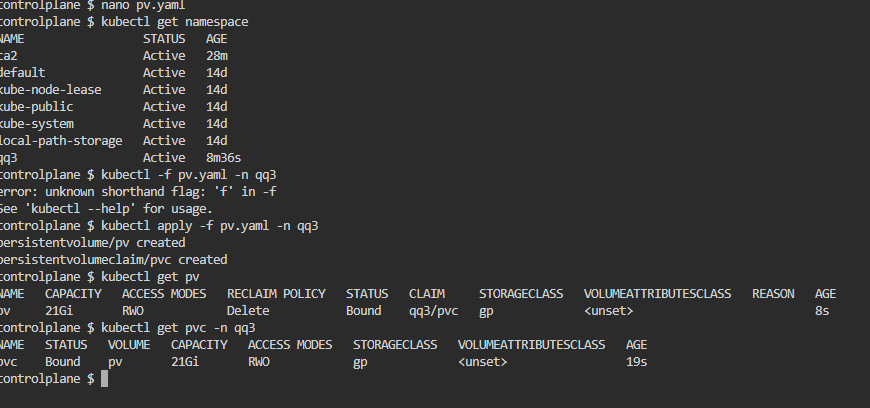 controlplane $ nano pv.yaml
controlplane $ kubectl get namespace
NAME STATUS AGE
ca2 Active 28m
default Active 14d
kube-node-lease Active 14d
kube-public Active 14d
kube-system Active 14d
local-path-storage Active 14d
qq3 Active 8m36s
controlplane $ kubectl -f pv.yaml -n qq3
error: unknown shorthand flag: 'f' in -f
See 'kubectl --help' for usage.
controlplane $ kubectl apply -f pv.yaml -n qq3
persistentvolume/pv created
persistentvolumeclaim/pvc created
controlplane $ kubectl get pv
NAME CAPACITY ACCESS MODES RECLAIM POLICY STATUS CLAIM STORAGECLASS VOLUMEATTRIBUTESCLASS REASON AGE
pv 21Gi RWO Delete Bound qq3/pvc gp <unset> 8s
controlplane $ kubectl get pvc -n qq3
NAME STATUS VOLUME CAPACITY ACCESS MODES STORAGECLASS VOLUMEATTRIBUTESCLASS AGE
pvc Bound pv 21Gi RWO gp <unset> 19s
controlplane $